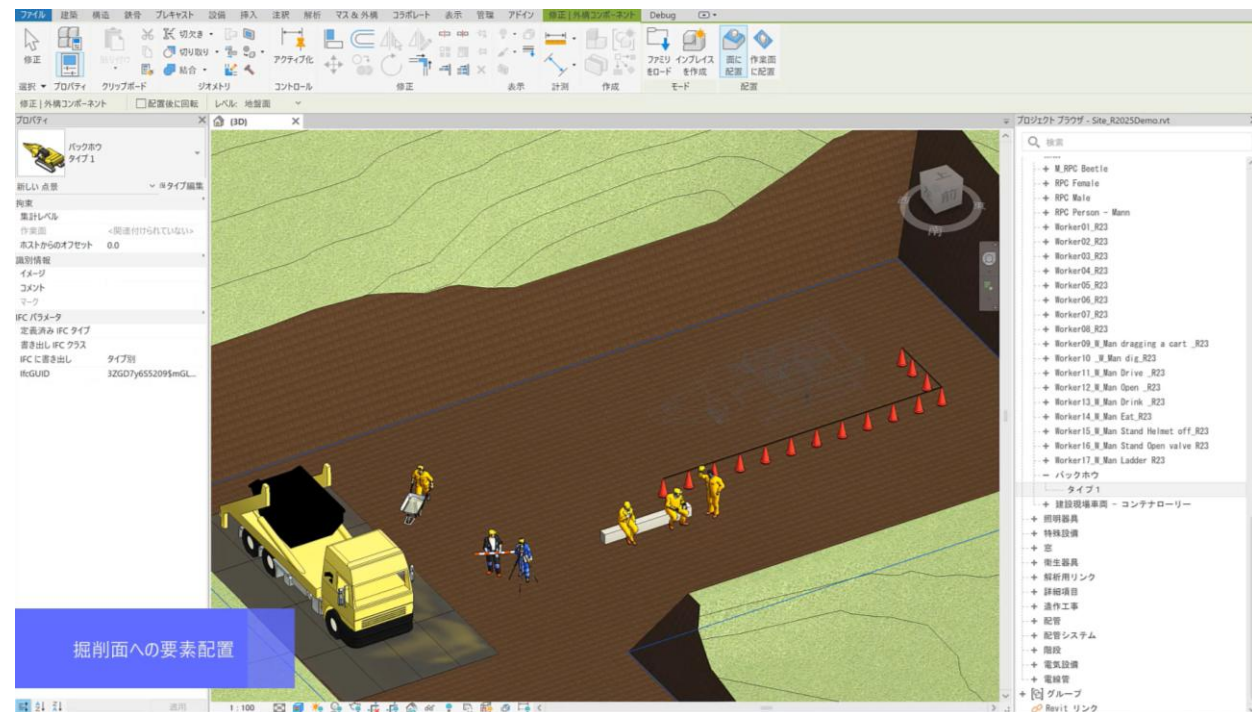 ファイル 建築 構造 鉄骨 プレキャスト 設備 挿入 注釈 解析 マス & 外構 コラボレート 表示 管理 アドイン 修正 | 外構コンポーネント Debug
修正
切欠き
切り取り
結合
アクティブ化
ファミリをロード
インプレイスを作成
面に配置
作業面に配置
選択 ▼ プロパティ クリップボード ジオメトリ コントロール 修正 表示 計測 作成 モード 配置
修正 | 外構コンポーネント 配置後に回転 レベル: 地盤面
プロパティ X
バックホウ
タイプ 1
新しい 点景 タイプ編集
拘束
集計レベル
作業面 <関連付けられていない>
ホストからのオフセット 0.0
識別情報
イメージ
コメント
マーク
IFC パラメータ
定義済み IFC タイプ
書き出し IFC クラス
IFC に書き出し タイプ別
IfcGUID 3ZGD7y6S5209$mGL...
適用
{3D} X
上
前
南
掘削面への要素配置
1 : 100
プロジェクト ブラウザ - Site_R2025Demo.rvt
検索
+ M_RPC Beetle
+ RPC Female
+ RPC Male
+ RPC Person - Mann
+ Worker01_R23
+ Worker02_R23
+ Worker03_R23
+ Worker04_R23
+ Worker05_R23
+ Worker06_R23
+ Worker07_R23
+ Worker08_R23
+ Worker09_W_Man dragging a cart _R23
+ Worker10 _W_Man dig_R23
+ Worker11_W_Man Drive _R23
+ Worker12_W_Man Open _R23
+ Worker13_W_Man Drink _R23
+ Worker14_W_Man Eat_R23
+ Worker15_W_Man Stand Helmet off_R23
+ Worker16_W_Man Stand Open valve R23
+ Worker17_W_Man Ladder R23
- バックホウ
タイプ 1
+ 建設現場車両 - コンテナローリー
+ 照明器具
+ 特殊設備
+ 窓
+ 衛生器具
+ 解析用リンク
+ 詳細項目
+ 造作工事
+ 配管
+ 配管システム
+ 階段
+ 電気設備
+ 電線管
+ グループ
Revit リンク